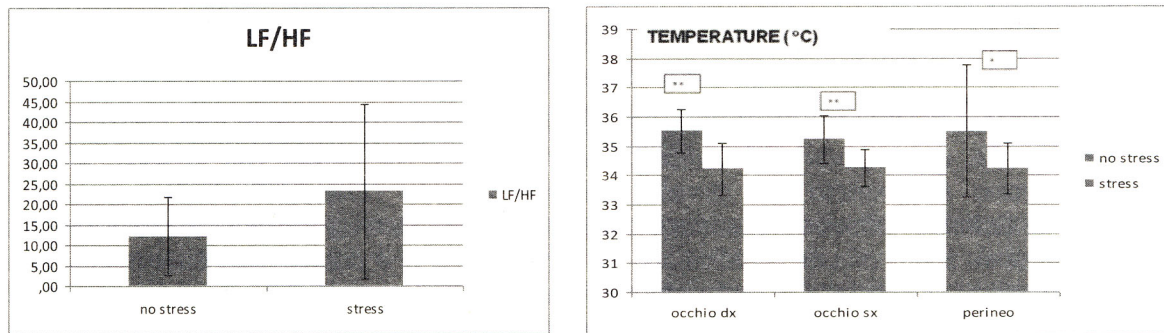 LF/HF
50,00
45,00
40,00
35,00
30,00
25,00
20,00
15,00
10,00
5,00
,00
no stress
stress
LF/HF
TEMPERATURE (°C)
39
38
37
36
35
34
33
32
31
30
**
**
*
occhio dx
occhio sx
perineo
no stress
stress